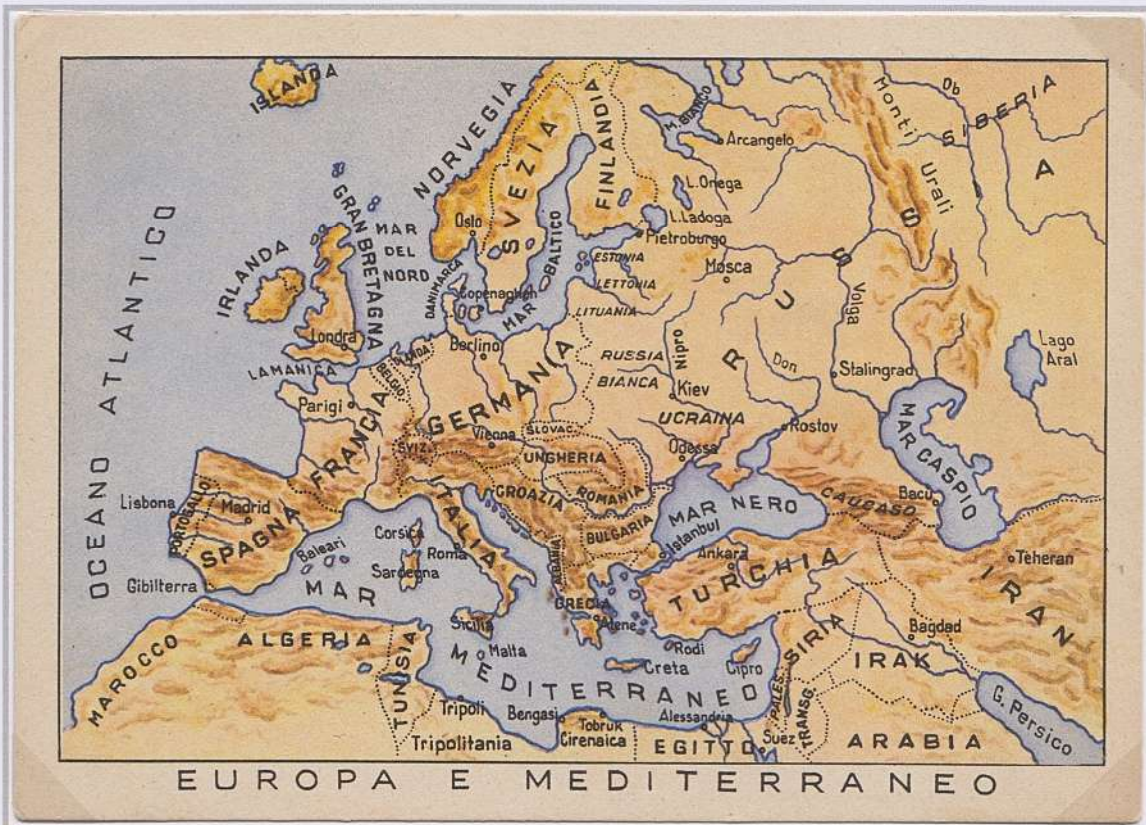 ISLANDA
NORVEGIA
SVEZIA
FINLANDIA
M. BIANCO
Arcangelo
Monti
Urali
Ob
SIBERIA
RUSSIA
L. Onega
L. Ladoga
Pietroburgo
OCEANO ATLANTICO
IRLANDA
GRAN BRETAGNA
MAR
DEL
NORD
Oslo
DANIMARCA
Copenaghen
MAR BALTICO
ESTONIA
LETTONIA
LITUANIA
Mosca
Volga
Londra
LA MANICA
OLANDA
BELGIO
Berlino
GERMANIA
RUSSIA
BIANCA
Nipro
Kiev
Don
Stalingrad
Lago
Aral
UCRAINA
Rostov
Odessa
Parigi
FRANCIA
SVIZ.
Vienna
SLOVAC.
UNGHERIA
CROAZIA
ROMANIA
BULGARIA
MAR NERO
CAUCASO
Bacu
MAR CASPIO
Lisbona
PORTOGALLO
Madrid
SPAGNA
Gibilterra
Baleari
Corsica
Sardegna
Roma
ITALIA
ALBANIA
GRECIA
Atene
Istanbul
Ankara
TURCHIA
Teheran
IRAN
MAR MEDITERRANEO
Sicilia
Malta
Creta
Rodi
Cipro
SIRIA
IRAK
Bagdad
MAROCCO
ALGERIA
TUNISIA
Tripoli
Tripolitania
Bengasi
Tobruk
Cirenaica
Alessandria
EGITTO
Suez
PALES.
TRANSG.
ARABIA
G. Persico
EUROPA E MEDITERRANEO